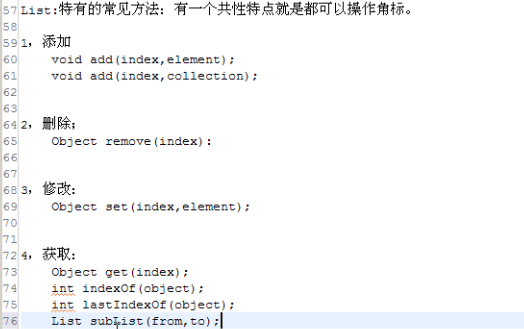 57 List:特有的常见方法：有一个共性特点就是都可以操作角标。
58
59 1，添加
60 void add(index,element);
61 void add(index,collection);
62
63
64 2，删除；
65 Object remove(index):
66
67
68 3，修改：
69 Object set(index,element);
70
71
72 4，获取：
73 Object get(index);
74 int indexOf(object);
75 int lastIndexOf(object);
76 List subList(from,to);